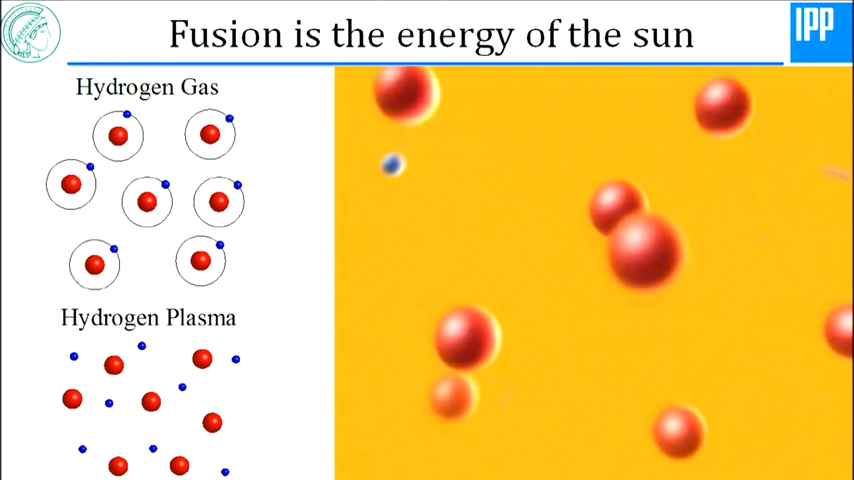 Fusion is the energy of the sun
IPP
Hydrogen Gas
Hydrogen Plasma